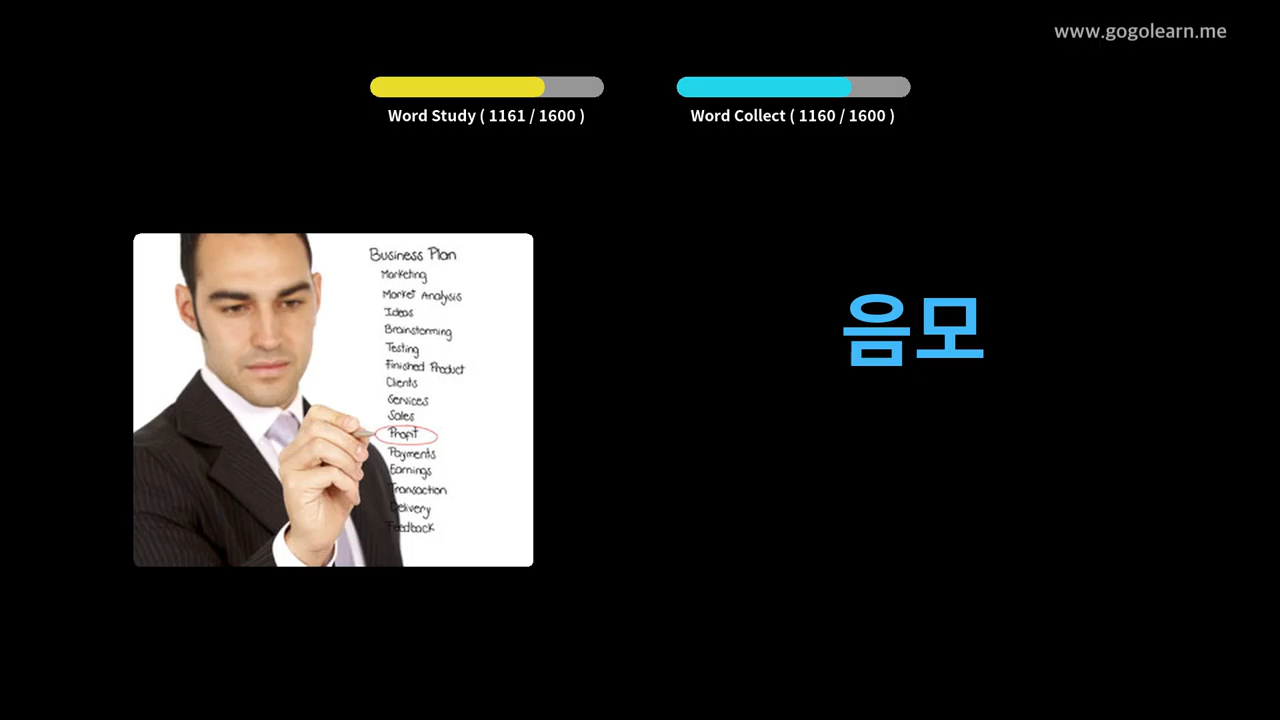 www.gogolearn.me
Word Study ( 1161 / 1600 )
Word Collect ( 1160 / 1600 )
Business Plan
Marketing
Market Analysis
Ideas
Brainstorming
Testing
Finished Product
Clients
Services
Sales
Profit
Payments
Earnings
Transaction
Delivery
Feedback
음모